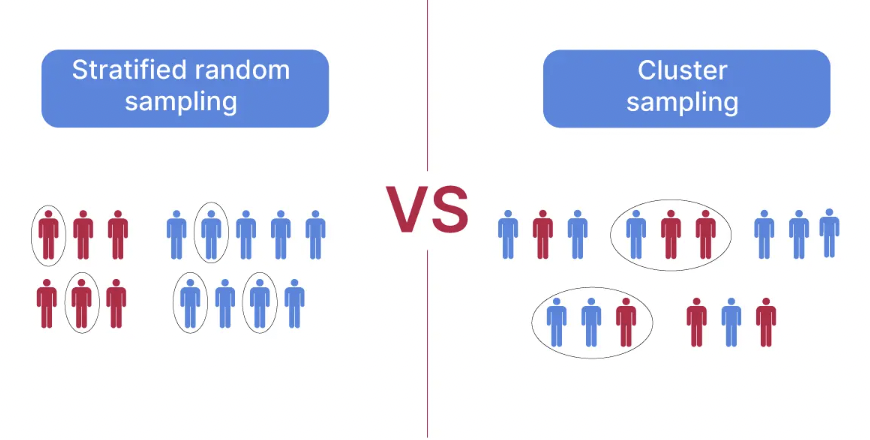 Stratified random
sampling
Cluster
sampling
VS